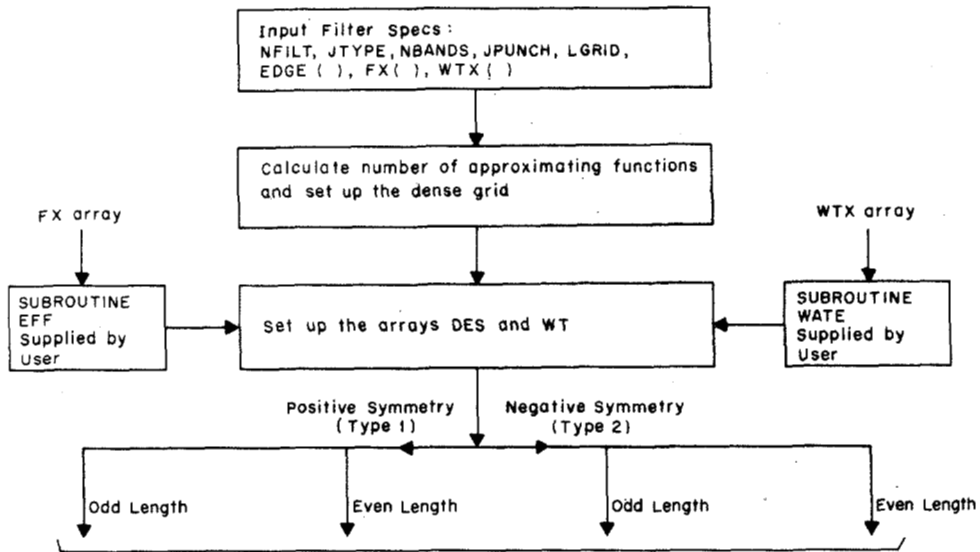 Input Filter Specs:
NFILT, JTYPE, NBANDS, JPUNCH, LGRID,
EDGE ( ), FX( ), WTX( )
Calculate number of approximating functions
and set up the dense grid
FX array
WTX array
SUBROUTINE
EFF
Supplied by
User
Set up the arrays DES and WT
SUBROUTINE
WATE
Supplied by
User
Positive Symmetry
(Type 1)
Negative Symmetry
(Type 2)
Odd Length
Even Length
Odd Length
Even Length